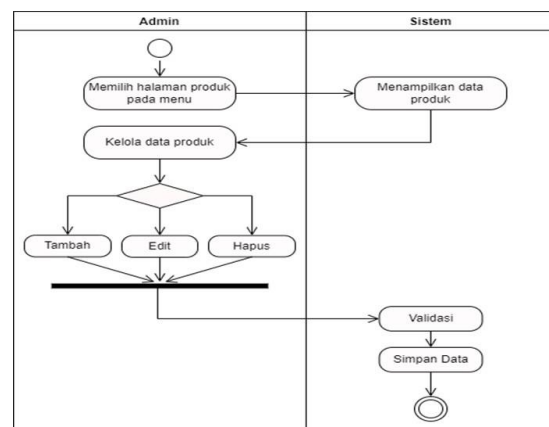 Admin
Sistem
Memilih halaman produk
pada menu
Menampilkan data
produk
Kelola data produk
Tambah
Edit
Hapus
Validasi
Simpan Data